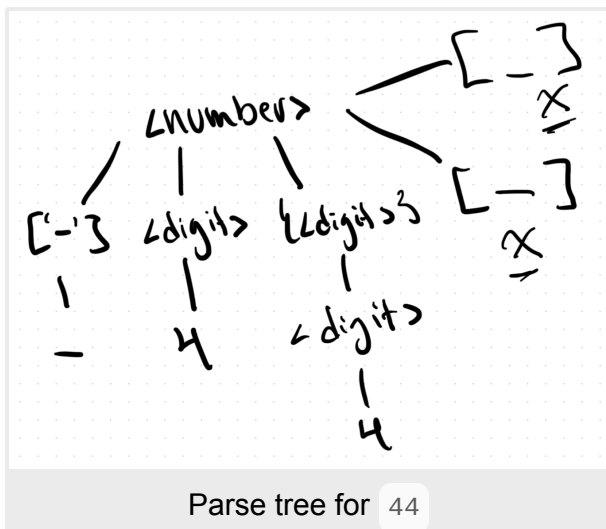 [ _ ]
x
<number>
[ — ]
x
['-'] <digit> {<digit>}
— 4 <digit>
4
Parse tree for 44